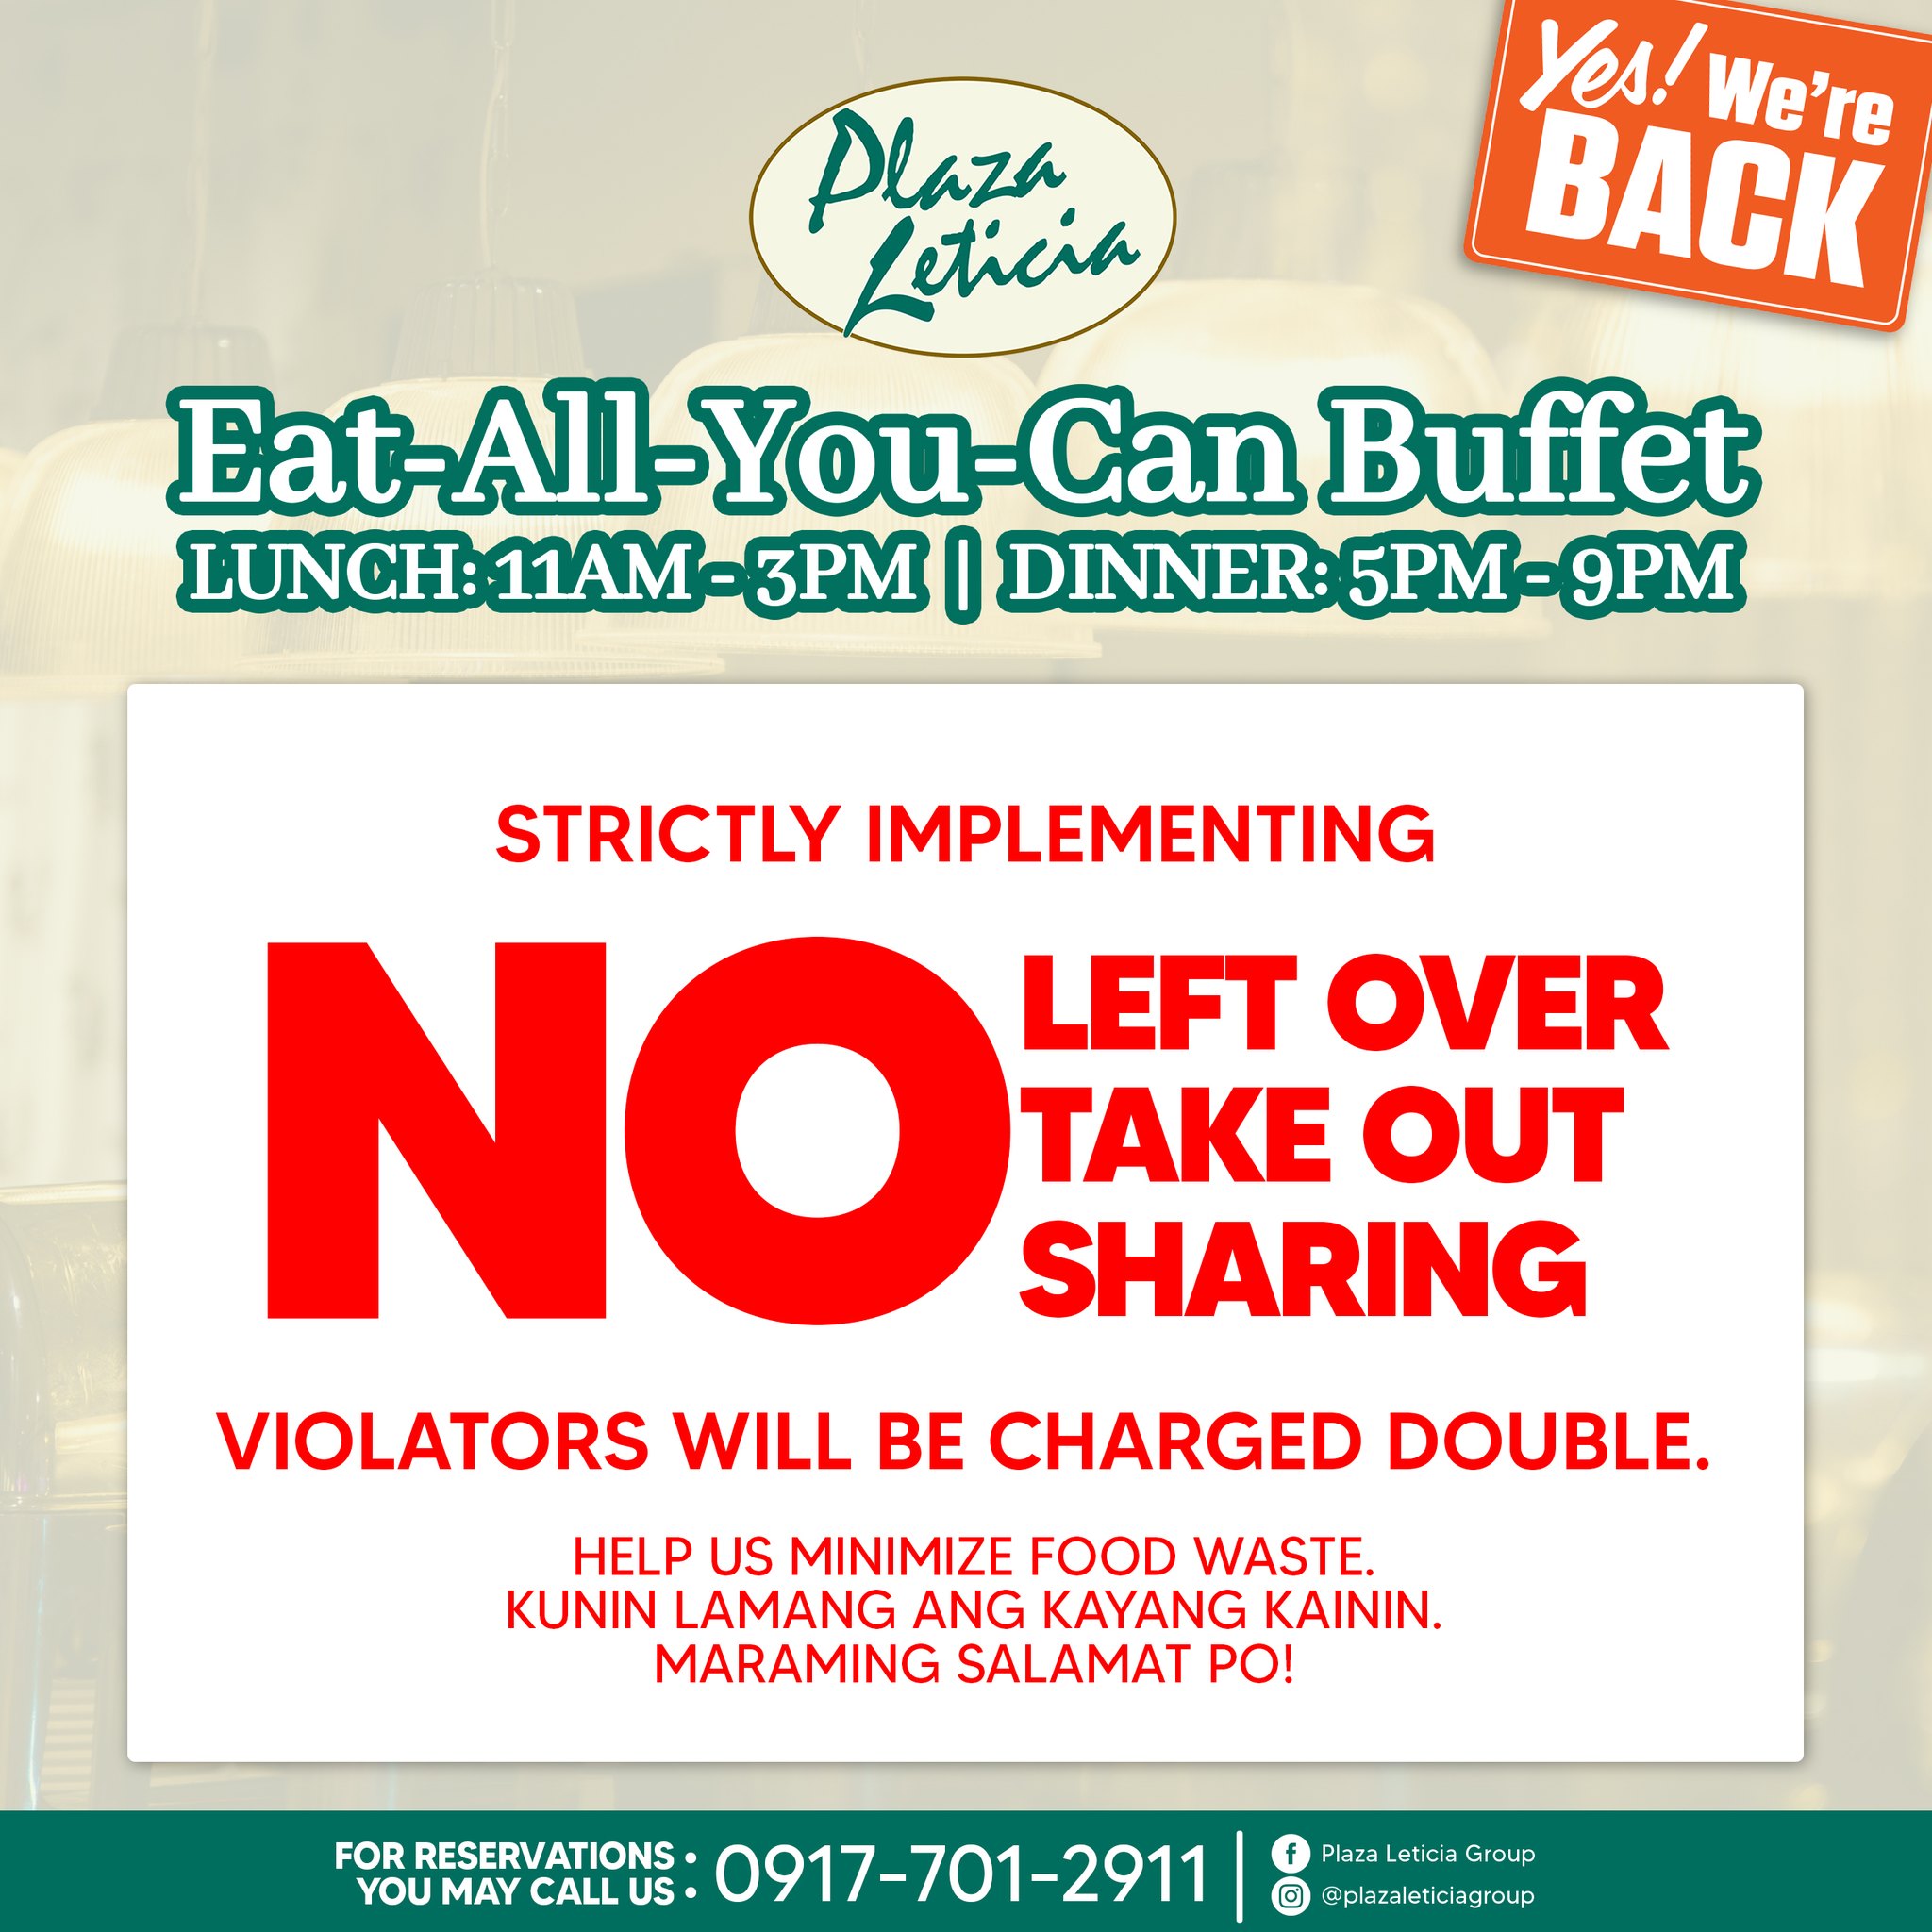 Yes! We're
BACK
Plaza
Leticia
Eat-All-You-Can Buffet
LUNCH: 11AM - 3PM | DINNER: 5PM - 9PM
STRICTLY IMPLEMENTING
NO
LEFT OVER
TAKE OUT
SHARING
VIOLATORS WILL BE CHARGED DOUBLE.
HELP US MINIMIZE FOOD WASTE.
KUNIN LAMANG ANG KAYANG KAININ.
MARAMING SALAMAT PO!
FOR RESERVATIONS
YOU MAY CALL US : 0917-701-2911
Plaza Leticia Group
@plazaleticiagroup